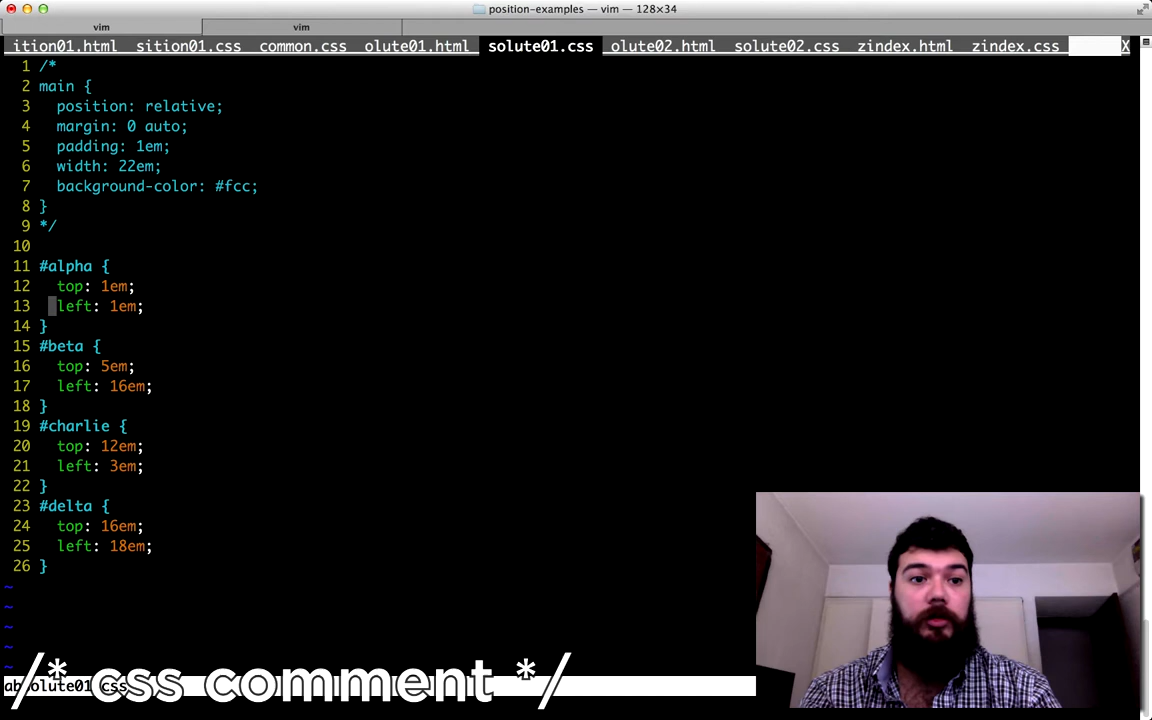 position-examples — vim — 128×34
vim vim
ition01.html sition01.css common.css olute01.html solute01.css olute02.html solute02.css zindex.html zindex.css X
1 /*
2 main {
3 position: relative;
4 margin: 0 auto;
5 padding: 1em;
6 width: 22em;
7 background-color: #fcc;
8 }
9 */
10
11 #alpha {
12 top: 1em;
13 left: 1em;
14 }
15 #beta {
16 top: 5em;
17 left: 16em;
18 }
19 #charlie {
20 top: 12em;
21 left: 3em;
22 }
23 #delta {
24 top: 16em;
25 left: 18em;
26 }
~
~
~
~
~
/* css comment */